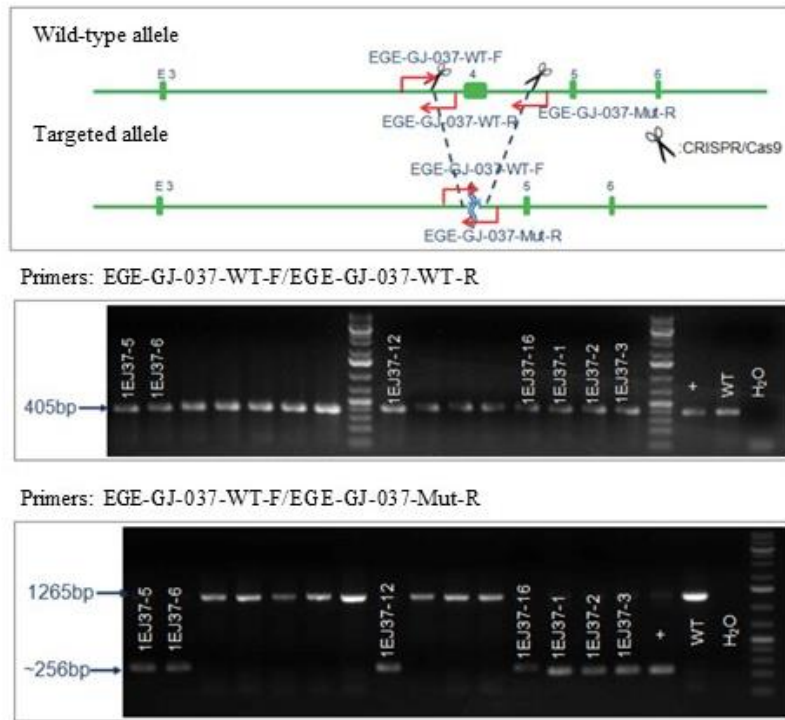 Wild-type allele
EGE-GJ-037-WT-F
E3 4 5 6
EGE-GJ-037-WT-R
EGE-GJ-037-Mut-R
Targeted allele
:CRISPR/Cas9
EGE-GJ-037-WT-F
E3 5 6
EGE-GJ-037-Mut-R
Primers: EGE-GJ-037-WT-F/EGE-GJ-037-WT-R
405bp
1EJ37-5 1EJ37-6 1EJ37-12 1EJ37-16 1EJ37-1 1EJ37-2 1EJ37-3 + WT H₂O
Primers: EGE-GJ-037-WT-F/EGE-GJ-037-Mut-R
1265bp
~256bp
1EJ37-5 1EJ37-6 1EJ37-12 1EJ37-16 1EJ37-1 1EJ37-2 1EJ37-3 + WT H₂O